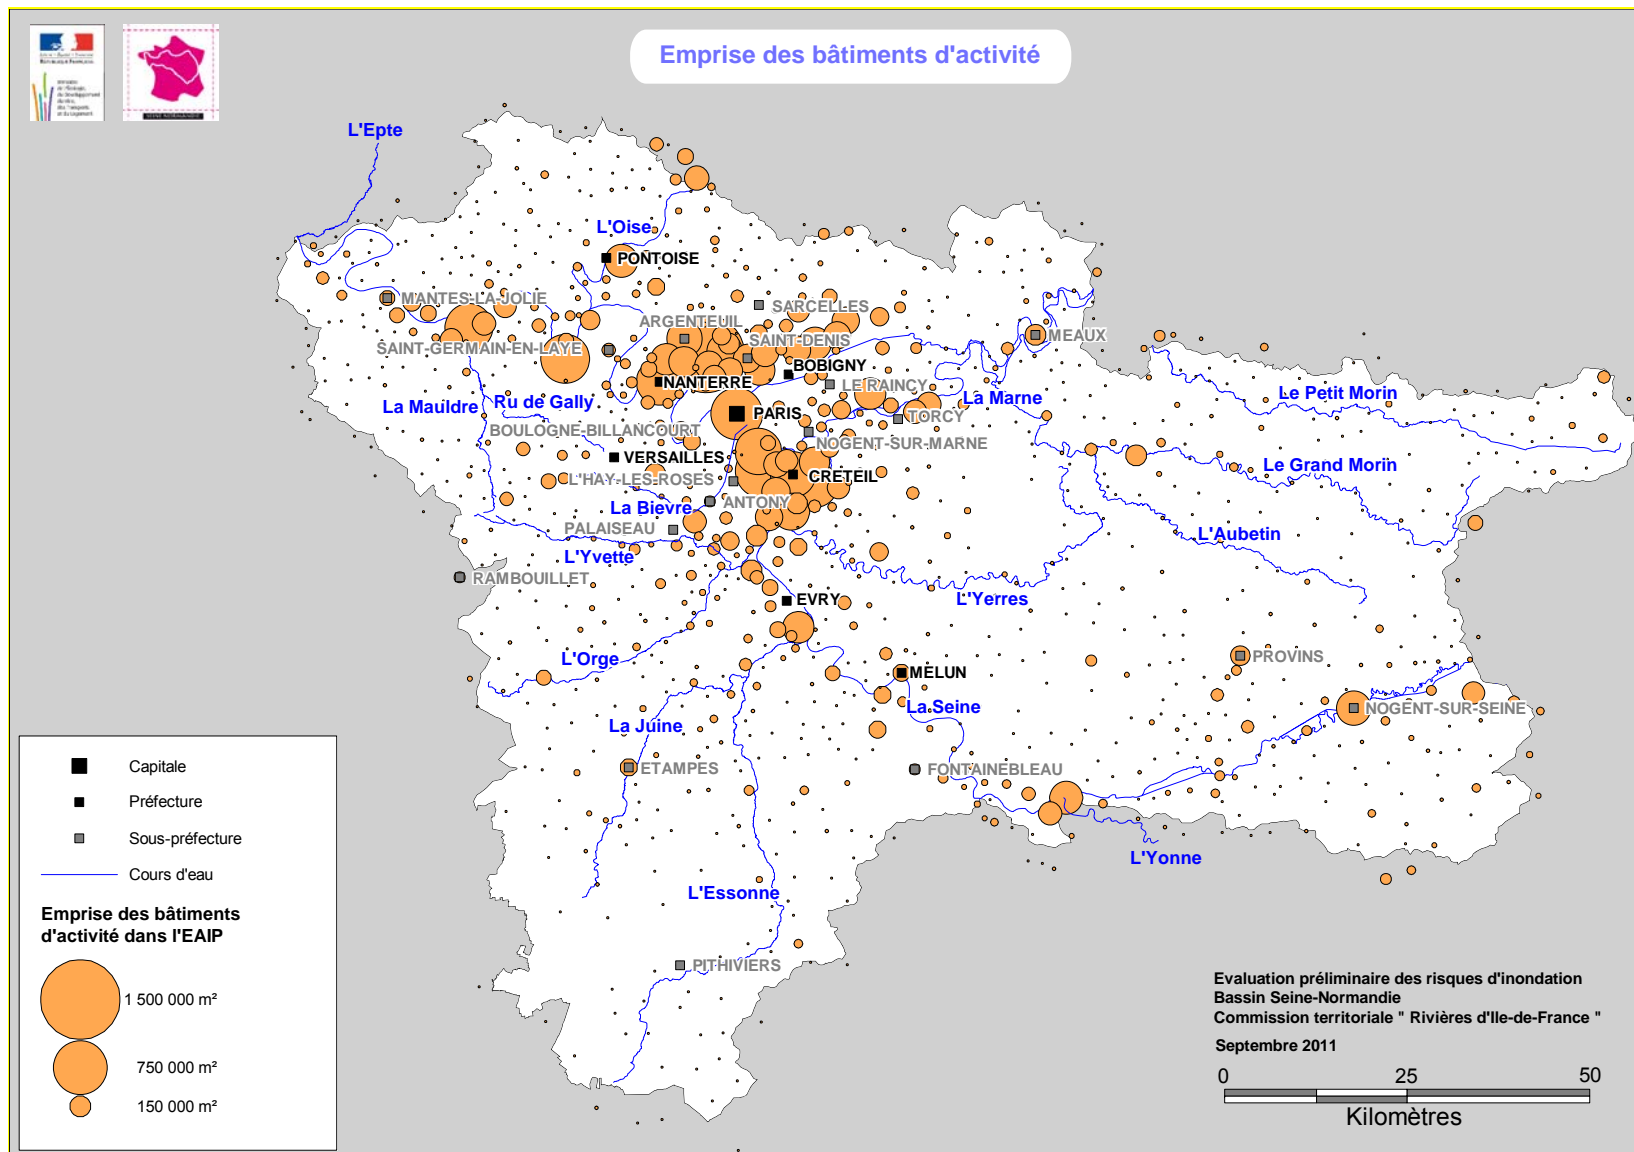 Emprise des bâtiments d'activité
RÉPUBLIQUE FRANÇAISE
SEINE-NORMANDIE
L'Epte
L'Oise
PONTOISE
MANTES-LA-JOLIE
SARCELLES
ARGENTEUIL
SAINT-DENIS
MEAUX
SAINT-GERMAIN-EN-LAYE
BOBIGNY
NANTERRE
LE RAINCY
La Mauldre
Ru de Gally
La Marne
Le Petit Morin
PARIS
TORCY
BOULOGNE-BILLANCOURT
NOGENT-SUR-MARNE
VERSAILLES
Le Grand Morin
L'HAY-LES-ROSES
CRETEIL
La Bievre
ANTONY
PALAISEAU
L'Aubetin
L'Yvette
RAMBOUILLET
EVRY
L'Yerres
L'Orge
PROVINS
MELUN
La Seine
NOGENT-SUR-SEINE
La Juine
ETAMPES
FONTAINEBLEAU
L'Yonne
L'Essonne
PITHIVIERS
Capitale
Préfecture
Sous-préfecture
Cours d'eau
Emprise des bâtiments
d'activité dans l'EAIP
1 500 000 m²
750 000 m²
150 000 m²
Evaluation préliminaire des risques d'inondation
Bassin Seine-Normandie
Commission territoriale " Rivières d'Ile-de-France "
Septembre 2011
0 25 50
Kilomètres